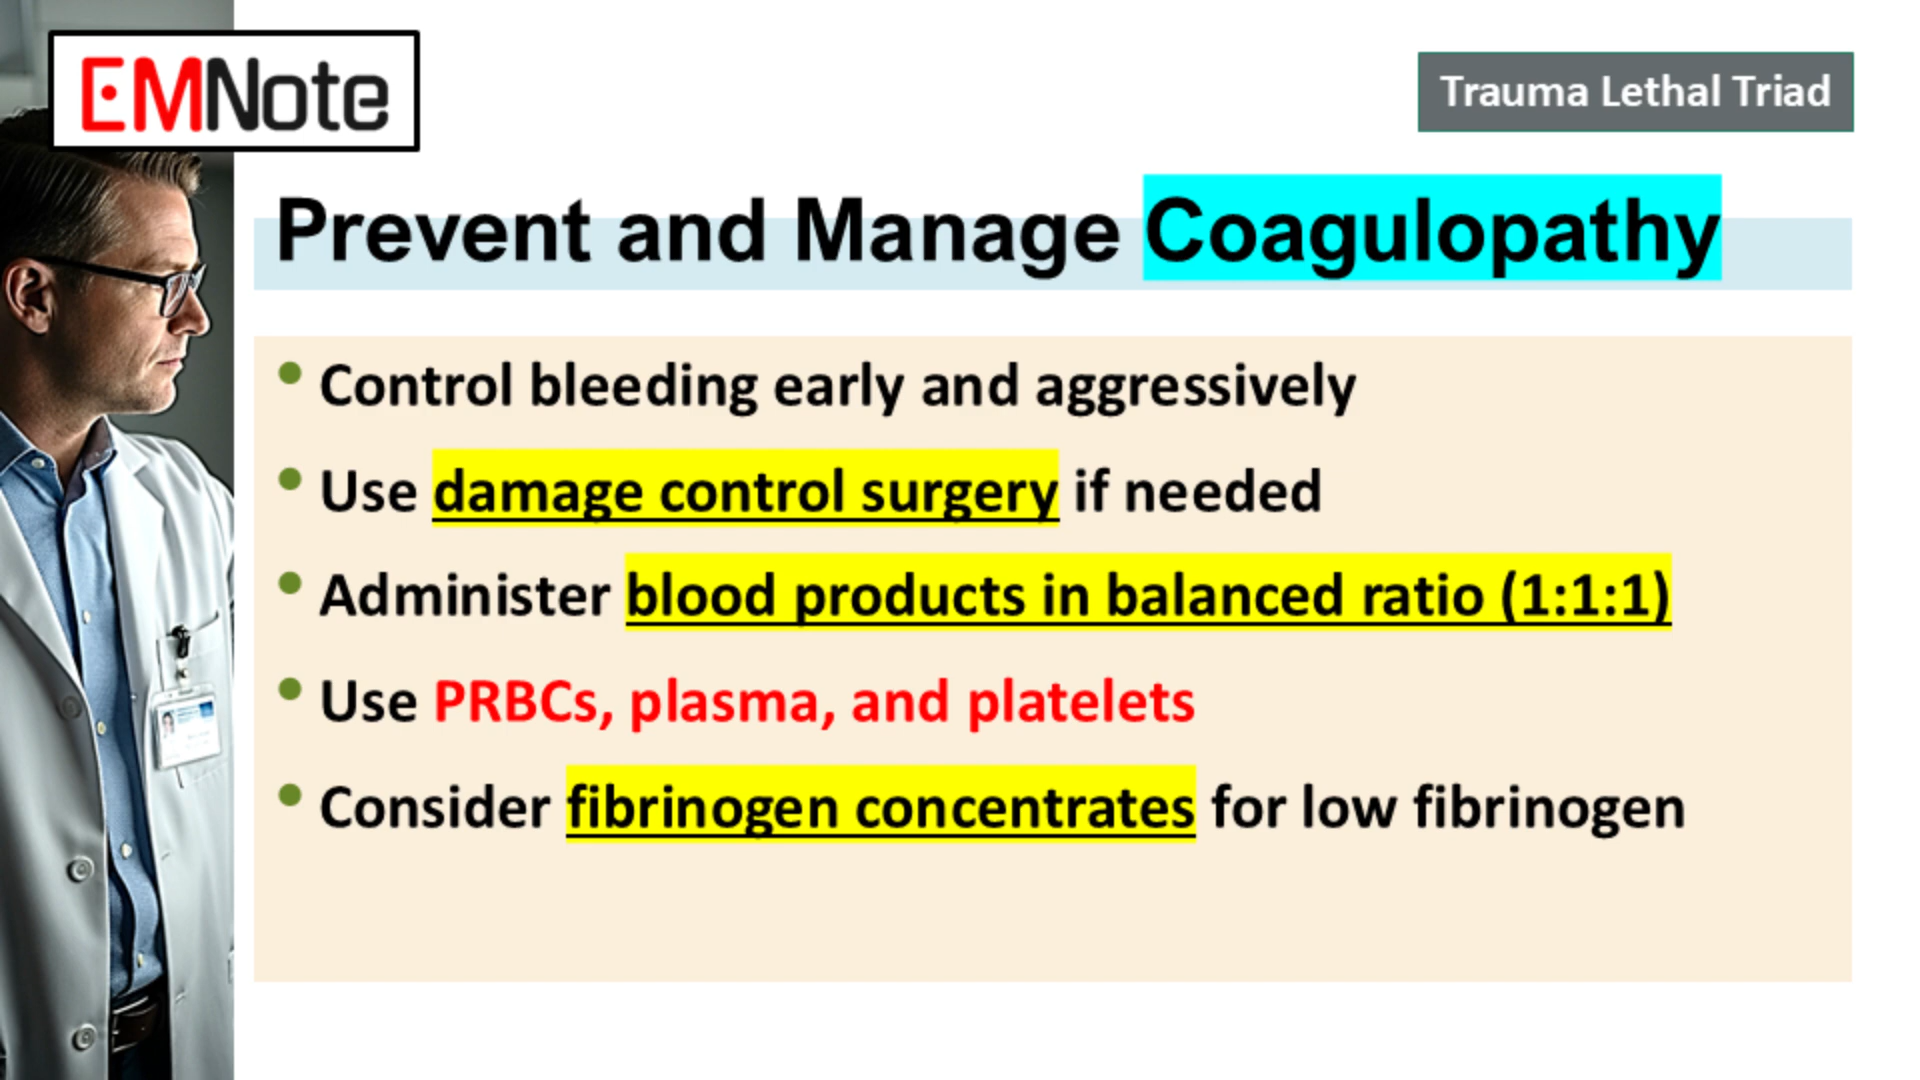 EMNote
Trauma Lethal Triad
Prevent and Manage Coagulopathy
• Control bleeding early and aggressively
• Use damage control surgery if needed
• Administer blood products in balanced ratio (1:1:1)
• Use PRBCs, plasma, and platelets
• Consider fibrinogen concentrates for low fibrinogen